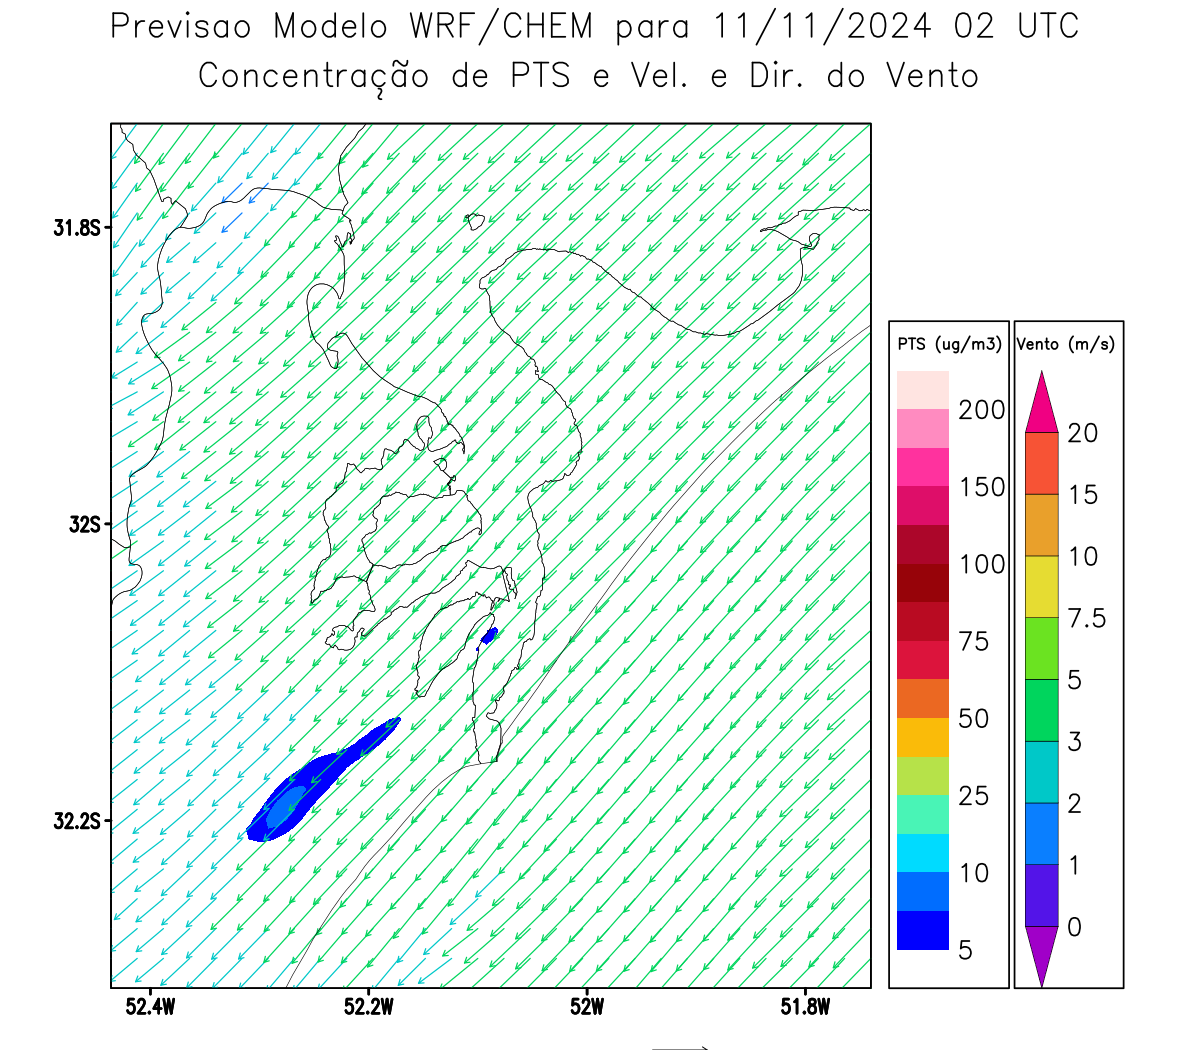 Previsao Modelo WRF/CHEM para 11/11/2024 02 UTC
Concentração de PTS e Vel. e Dir. do Vento
31.8S
32S
32.2S
52.4W 52.2W 52W 51.8W
PTS (ug/m3)
200
150
100
75
50
25
10
5
Vento (m/s)
20
15
10
7.5
5
3
2
1
0